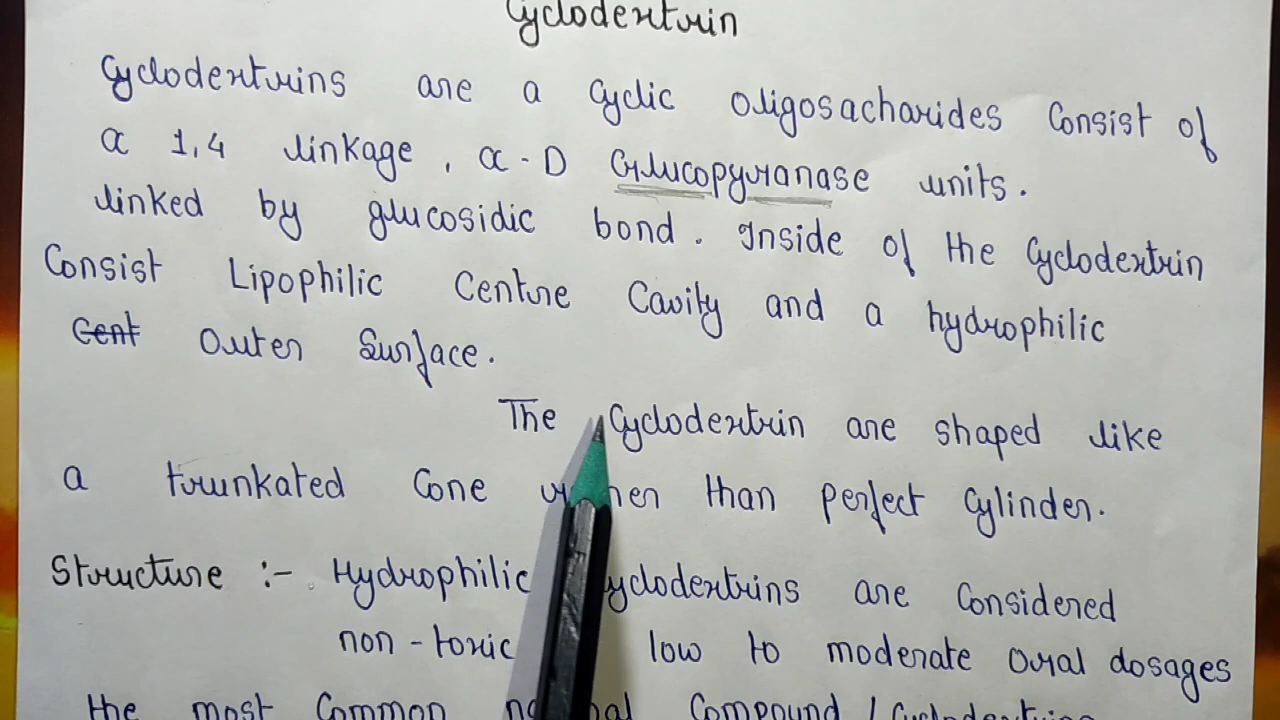 Cyclodextrin
Cyclodextrins are a cyclic oligosacharides Consist of
α 1,4 linkage, α-D Glucopyranase units.
linked by glucosidic bond. Inside of the Cyclodextrin
Consist Lipophilic Centre Cavity and a hydrophilic
Cent Outer Surface.
The Cyclodextrin are shaped like
a trunkated Cone than perfect Cylinder.
Structure :- Hydrophilic Cyclodextrins are Considered
non-toxic low to moderate Oral dosages
the most Common Compound / Cyclodextrins